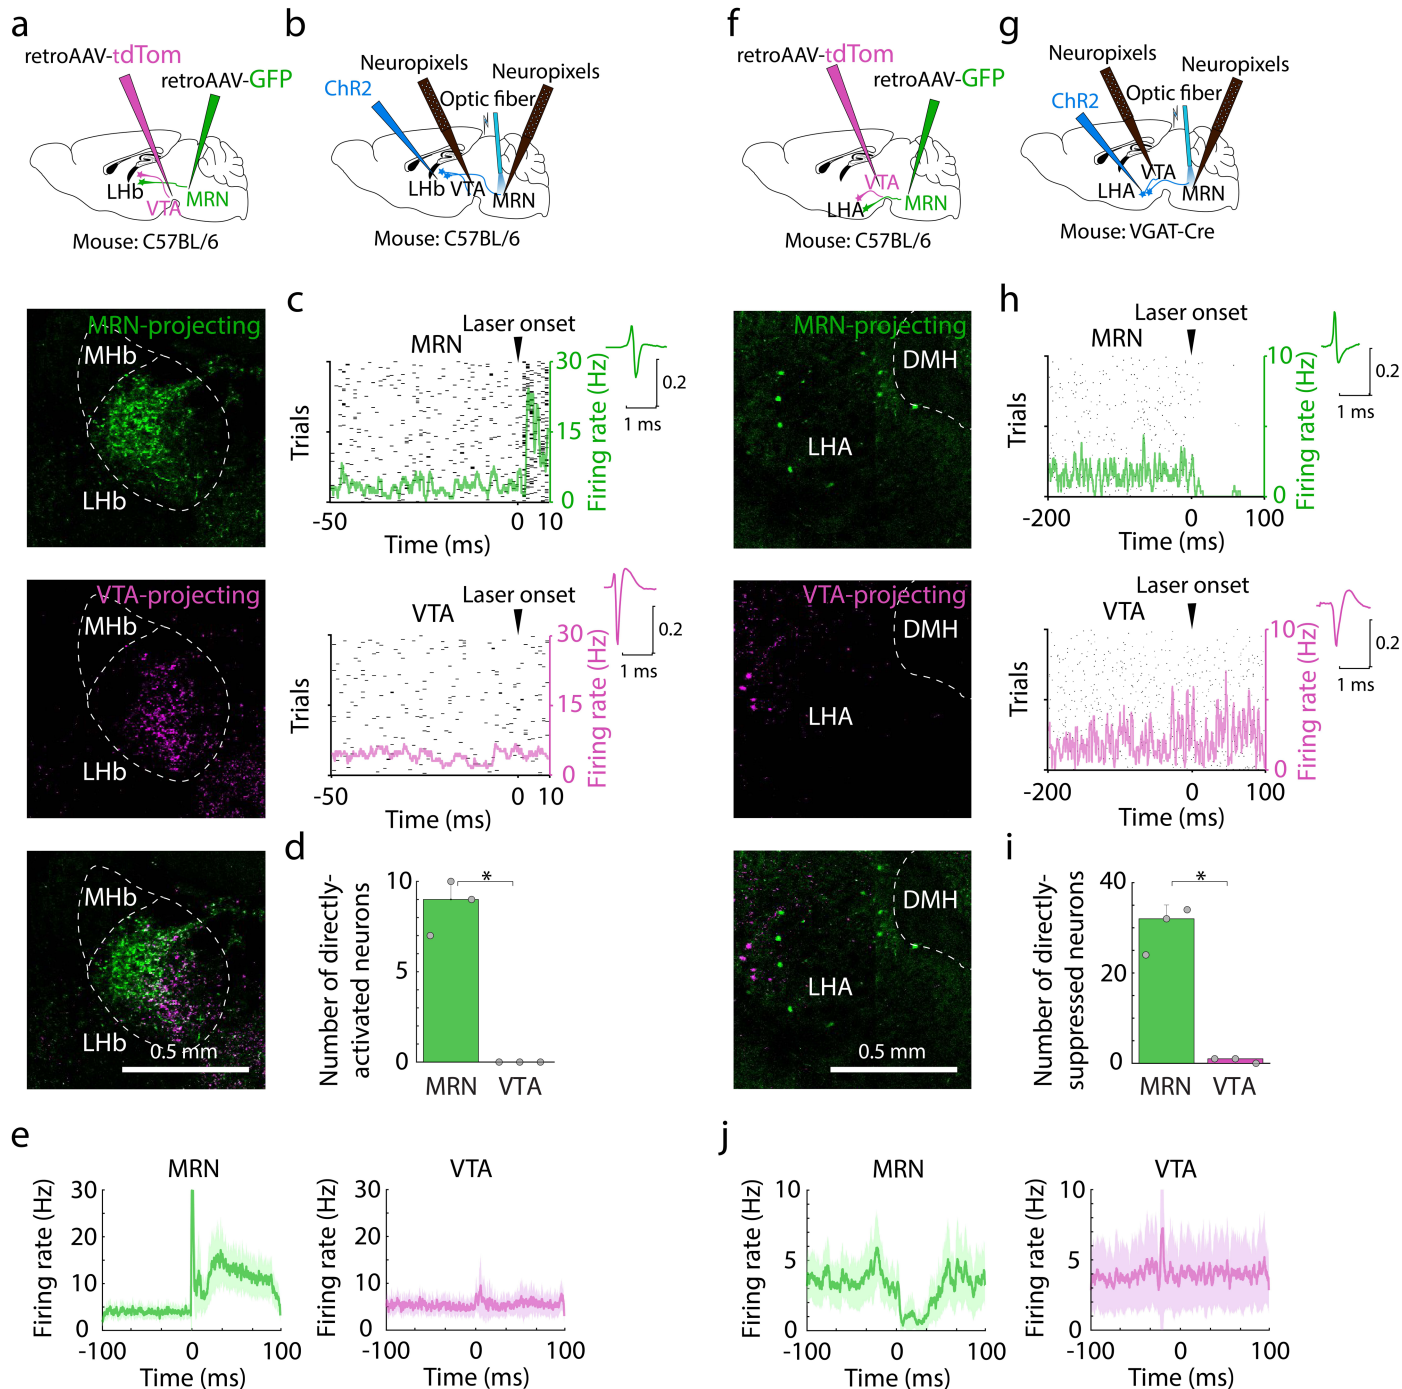 a
retroAAV-tdTom
retroAAV-GFP
LHb
VTA
MRN
Mouse: C57BL/6
b
Neuropixels
Neuropixels
ChR2
Optic fiber
LHb
VTA
MRN
Mouse: C57BL/6
MRN-projecting
MHb
LHb
VTA-projecting
MHb
LHb
MHb
LHb
0.5 mm
c
Laser onset
MRN
30
15
0
Firing rate (Hz)
Trials
-50
0
10
Time (ms)
0.2
1 ms
Laser onset
VTA
30
15
0
Firing rate (Hz)
Trials
-50
0
10
Time (ms)
0.2
1 ms
d
Number of directly-
activated neurons
10
5
0
*
MRN
VTA
e
MRN
Firing rate (Hz)
30
20
10
0
-100
0
100
Time (ms)
VTA
Firing rate (Hz)
30
20
10
0
-100
0
100
Time (ms)
f
retroAAV-tdTom
retroAAV-GFP
VTA
LHA
MRN
Mouse: C57BL/6
g
Neuropixels
Neuropixels
ChR2
Optic fiber
VTA
LHA
MRN
Mouse: VGAT-Cre
MRN-projecting
DMH
LHA
VTA-projecting
DMH
LHA
DMH
LHA
0.5 mm
h
Laser onset
MRN
10
0
Firing rate (Hz)
Trials
-200
0
100
Time (ms)
0.2
1 ms
Laser onset
VTA
10
0
Firing rate (Hz)
Trials
-200
0
100
Time (ms)
0.2
1 ms
i
Number of directly-
suppressed neurons
40
20
0
*
MRN
VTA
j
MRN
Firing rate (Hz)
10
5
0
-100
0
100
Time (ms)
VTA
Firing rate (Hz)
10
5
0
-100
0
100
Time (ms)